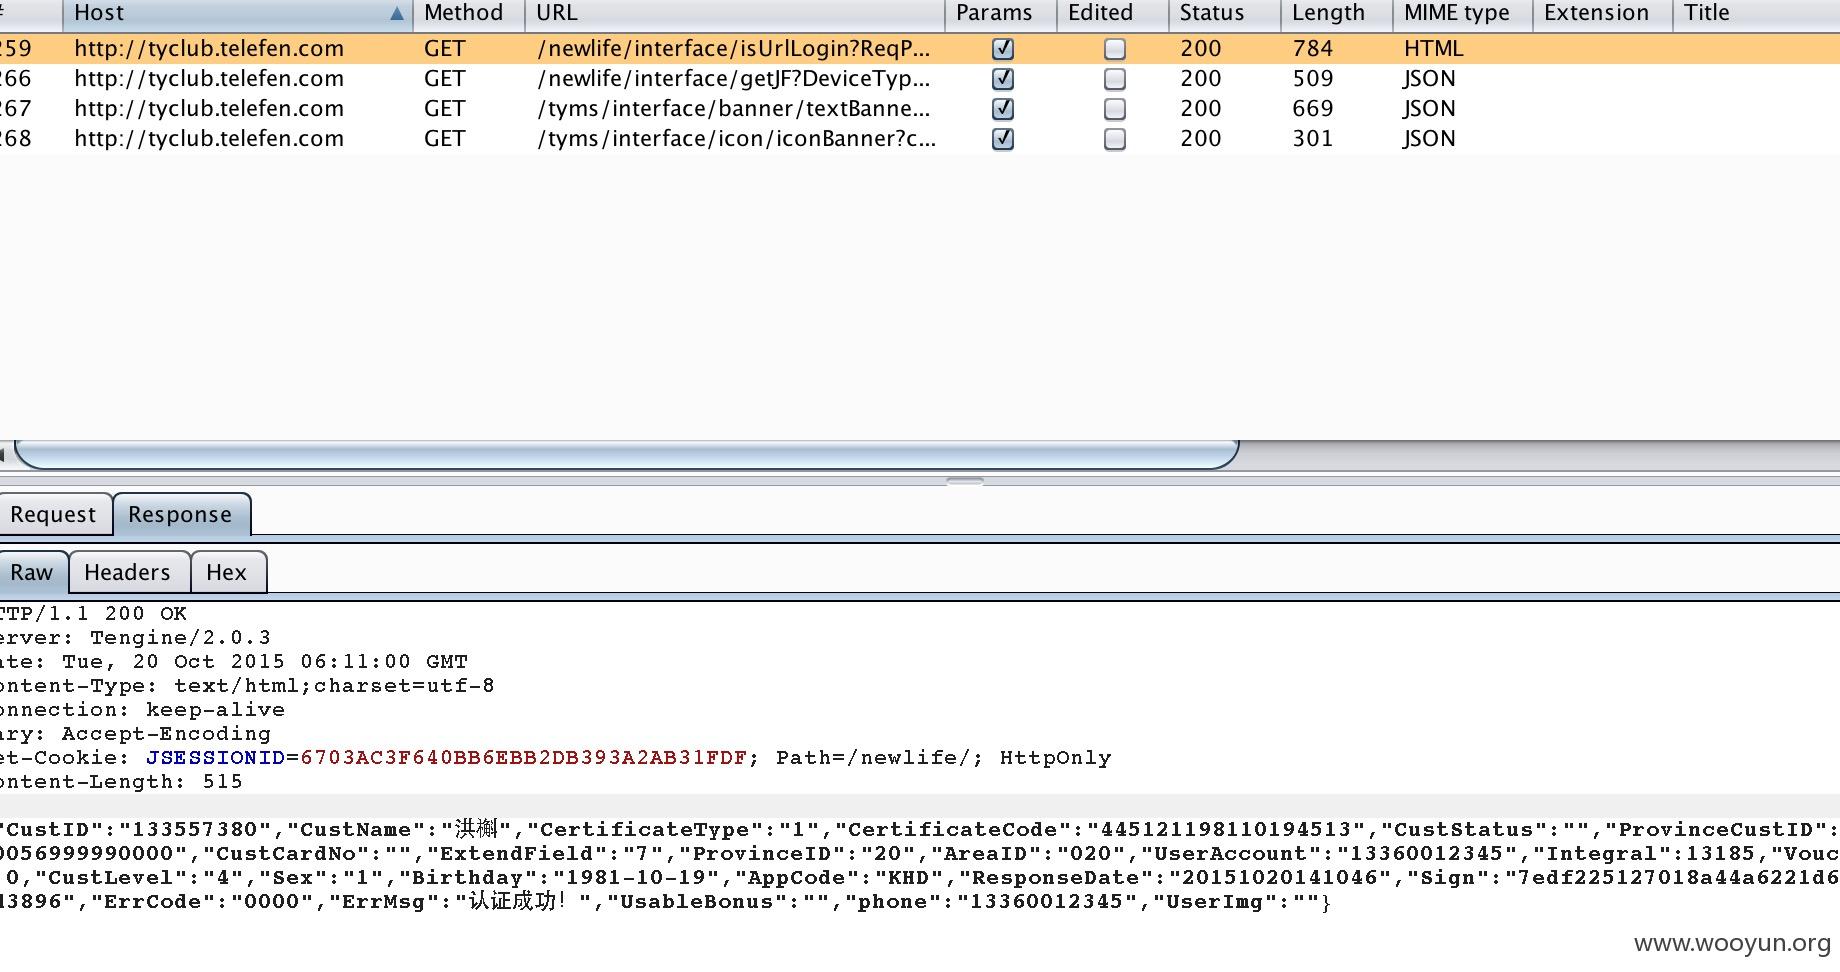 # Host Method URL Params Edited Status Length MIME type Extension Title
259 http://tyclub.telefen.com GET /newlife/interface/isUrlLogin?ReqP... 200 784 HTML
266 http://tyclub.telefen.com GET /newlife/interface/getJF?DeviceTyp... 200 509 JSON
267 http://tyclub.telefen.com GET /tyms/interface/banner/textBanne... 200 669 JSON
268 http://tyclub.telefen.com GET /tyms/interface/icon/iconBanner?c... 200 301 JSON
Request Response
Raw Headers Hex
TTP/1.1 200 OK
erver: Tengine/2.0.3
ate: Tue, 20 Oct 2015 06:11:00 GMT
ontent-Type: text/html;charset=utf-8
onnection: keep-alive
ary: Accept-Encoding
et-Cookie: JSESSIONID=6703AC3F640BB6EBB2DB393A2AB31FDF; Path=/newlife/; HttpOnly
ontent-Length: 515
"CustID":"133557380","CustName":"洪","CertificateType":"1","CertificateCode":"445121198110194513","CustStatus":"","ProvinceCustID":
0056999990000","CustCardNo":"","ExtendField":"7","ProvinceID":"20","AreaID":"020","UserAccount":"13360012345","Integral":13185,"Vouc
0,"CustLevel":"4","Sex":"1","Birthday":"1981-10-19","AppCode":"KHD","ResponseDate":"20151020141046","Sign":"7edf225127018a44a6221d6
13896","ErrCode":"0000","ErrMsg":"认证成功！","UsableBonus":"","phone":"13360012345","UserImg":""}
www.wooyun.org